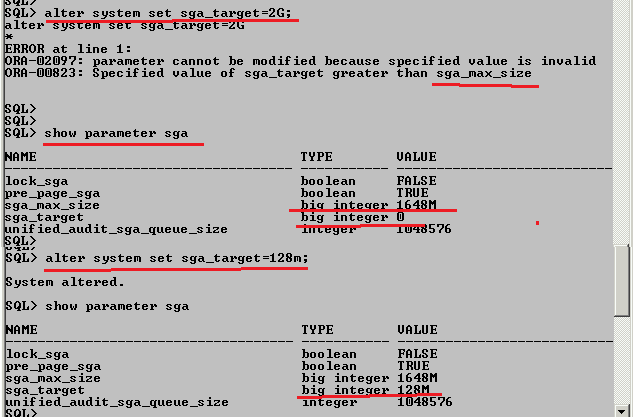 SQL>
SQL> alter system set sga_target=2G;
alter system set sga_target=2G
*
ERROR at line 1:
ORA-02097: parameter cannot be modified because specified value is invalid
ORA-00823: Specified value of sga_target greater than sga_max_size
SQL>
SQL>
SQL> show parameter sga
NAME TYPE VALUE
------------------------------------ ----------- ------------------------------
lock_sga boolean FALSE
pre_page_sga boolean TRUE
sga_max_size big integer 1648M
sga_target big integer 0
unified_audit_sga_queue_size integer 1048576
SQL>
SQL> alter system set sga_target=128m;
System altered.
SQL> show parameter sga
NAME TYPE VALUE
------------------------------------ ----------- ------------------------------
lock_sga boolean FALSE
pre_page_sga boolean TRUE
sga_max_size big integer 1648M
sga_target big integer 128M
unified_audit_sga_queue_size integer 1048576
SQL>